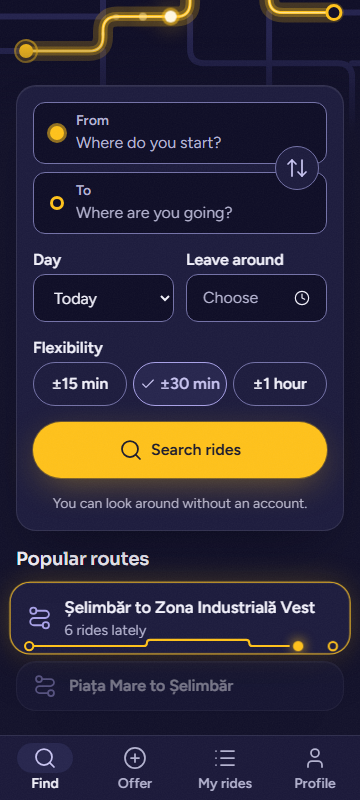 From
Where do you start?
To
Where are you going?
Day
Leave around
Today
Choose
Flexibility
±15 min
±30 min
±1 hour
Search rides
You can look around without an account.
Popular routes
Șelimbăr to Zona Industrială Vest
6 rides lately
Piața Mare to Șelimbăr
Find
Offer
My rides
Profile